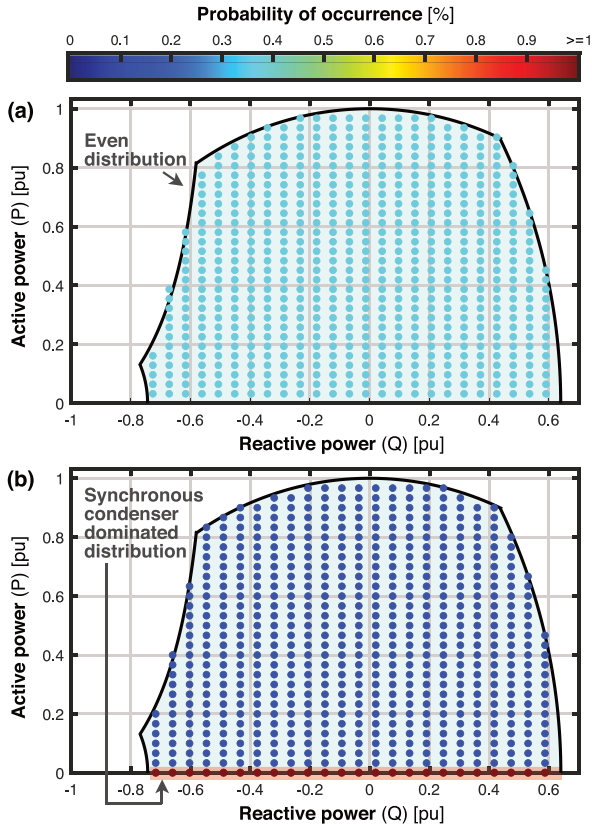 Probability of occurrence [%]
0 0.1 0.2 0.3 0.4 0.5 0.6 0.7 0.8 0.9 >=1
(a)
1
Even
distribution
0.8
0.6
0.4
0.2
0
Active power (P) [pu]
-1 -0.8 -0.6 -0.4 -0.2 0 0.2 0.4 0.6
Reactive power (Q) [pu]
(b)
1
Synchronous
condenser
dominated
distribution
0.8
0.6
0.4
0.2
0
Active power (P) [pu]
-1 -0.8 -0.6 -0.4 -0.2 0 0.2 0.4 0.6
Reactive power (Q) [pu]